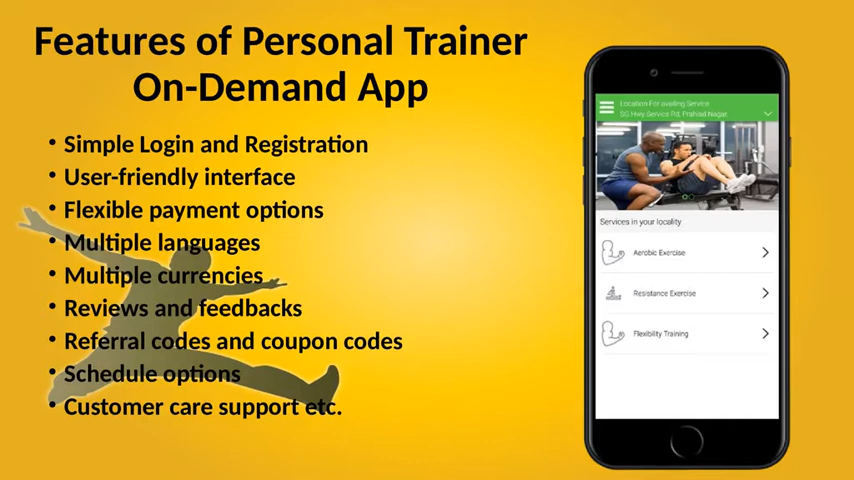 Features of Personal Trainer
On-Demand App
• Simple Login and Registration
• User-friendly interface
• Flexible payment options
• Multiple languages
• Multiple currencies
• Reviews and feedbacks
• Referral codes and coupon codes
• Schedule options
• Customer care support etc.
Location For availing Service
SG Hwy Service Rd, Prahlad Nagar
Services in your locality
Aerobic Exercise
Resistance Exercise
Flexibility Training